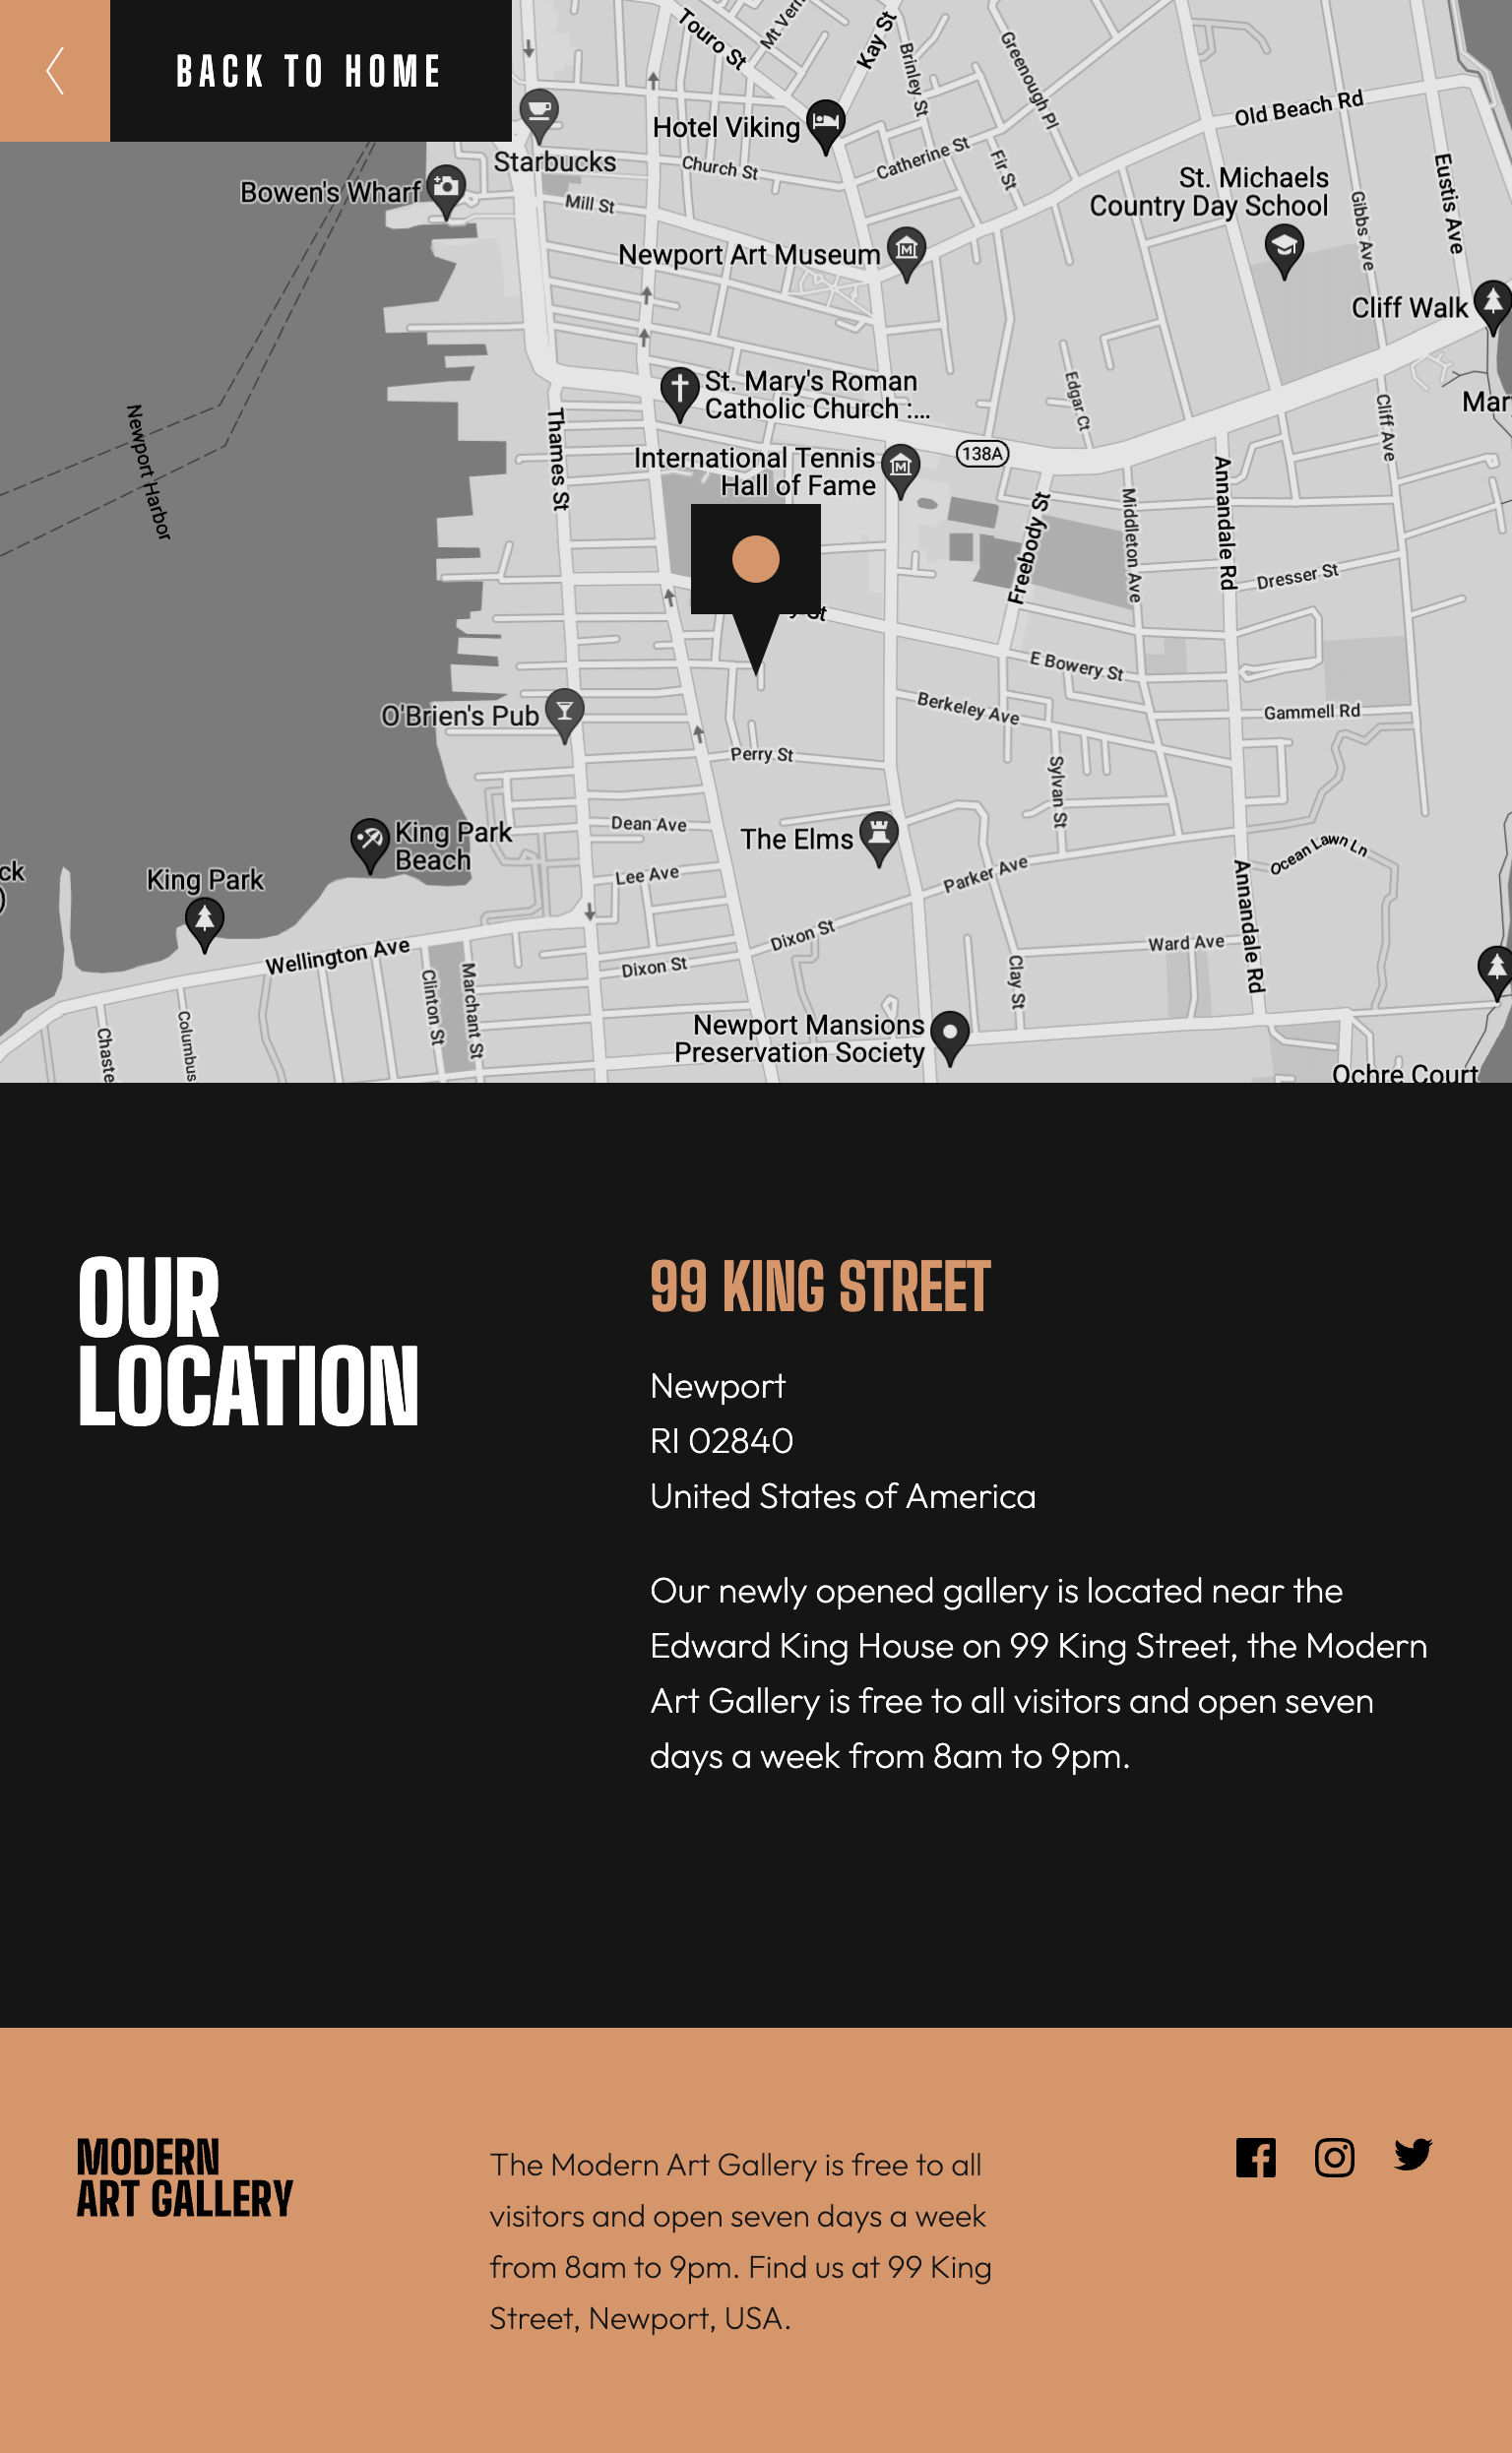 BACK TO HOME
Touro St
Mt Vern
Kay St
Brinley St
Greenough Pl
Old Beach Rd
Hotel Viking
Starbucks
Church St
Catherine St
Fir St
Eustis Ave
Bowen's Wharf
Mill St
St. Michaels
Country Day School
Gibbs Ave
Newport Art Museum
Cliff Walk
St. Mary's Roman
Catholic Church :...
Edgar Ct
Cliff Ave
Mar
Newport Harbor
Thames St
International Tennis
Hall of Fame
138A
Freebody St
Middleton Ave
Annandale Rd
Dresser St
y St
E Bowery St
O'Brien's Pub
Berkeley Ave
Gammell Rd
Perry St
Sylvan St
King Park
Beach
Dean Ave
The Elms
Ocean Lawn Ln
ck
)
King Park
Lee Ave
Parker Ave
Annandale Rd
Wellington Ave
Dixon St
Ward Ave
Clinton St
Marchant St
Dixon St
Clay St
Chaste
Columbus
Newport Mansions
Preservation Society
Ochre Court
OUR
LOCATION
99 KING STREET
Newport
RI 02840
United States of America
Our newly opened gallery is located near the
Edward King House on 99 King Street, the Modern
Art Gallery is free to all visitors and open seven
days a week from 8am to 9pm.
MODERN
ART GALLERY
The Modern Art Gallery is free to all
visitors and open seven days a week
from 8am to 9pm. Find us at 99 King
Street, Newport, USA.